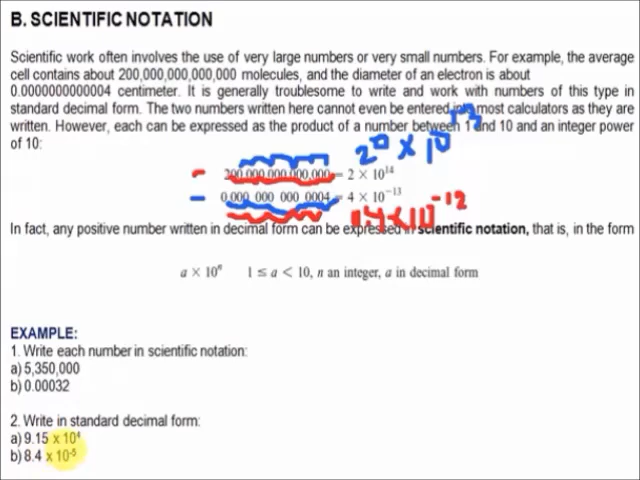 B. SCIENTIFIC NOTATION
Scientific work often involves the use of very large numbers or very small numbers. For example, the average
cell contains about 200,000,000,000,000 molecules, and the diameter of an electron is about
0.0000000000004 centimeter. It is generally troublesome to write and work with numbers of this type in
standard decimal form. The two numbers written here cannot even be entered into most calculators as they are
written. However, each can be expressed as the product of a number between 1 and 10 and an integer power
of 10:
20 × 10¹³
200,000,000,000,000 = 2 × 10¹⁴
0.000 000 000 0004 = 4 × 10⁻¹³
.4 × 10⁻¹²
In fact, any positive number written in decimal form can be expressed in scientific notation, that is, in the form
a × 10ⁿ 1 ≤ a < 10, n an integer, a in decimal form
EXAMPLE:
1. Write each number in scientific notation:
a) 5,350,000
b) 0.00032
2. Write in standard decimal form:
a) 9.15 x 10⁴
b) 8.4 x 10⁻⁵